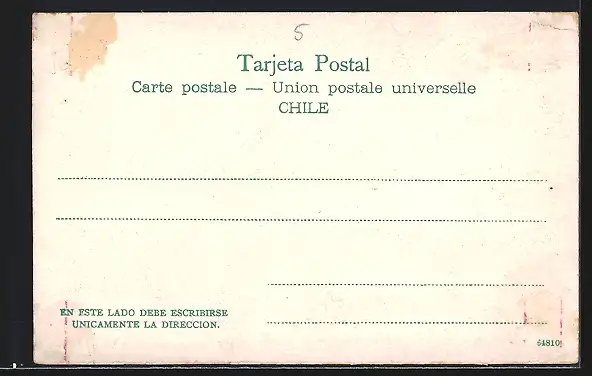 5
Tarjeta Postal
Carte postale — Union postale universelle
CHILE
EN ESTE LADO DEBE ESCRIBIRSE
UNICAMENTE LA DIRECCION.
64810